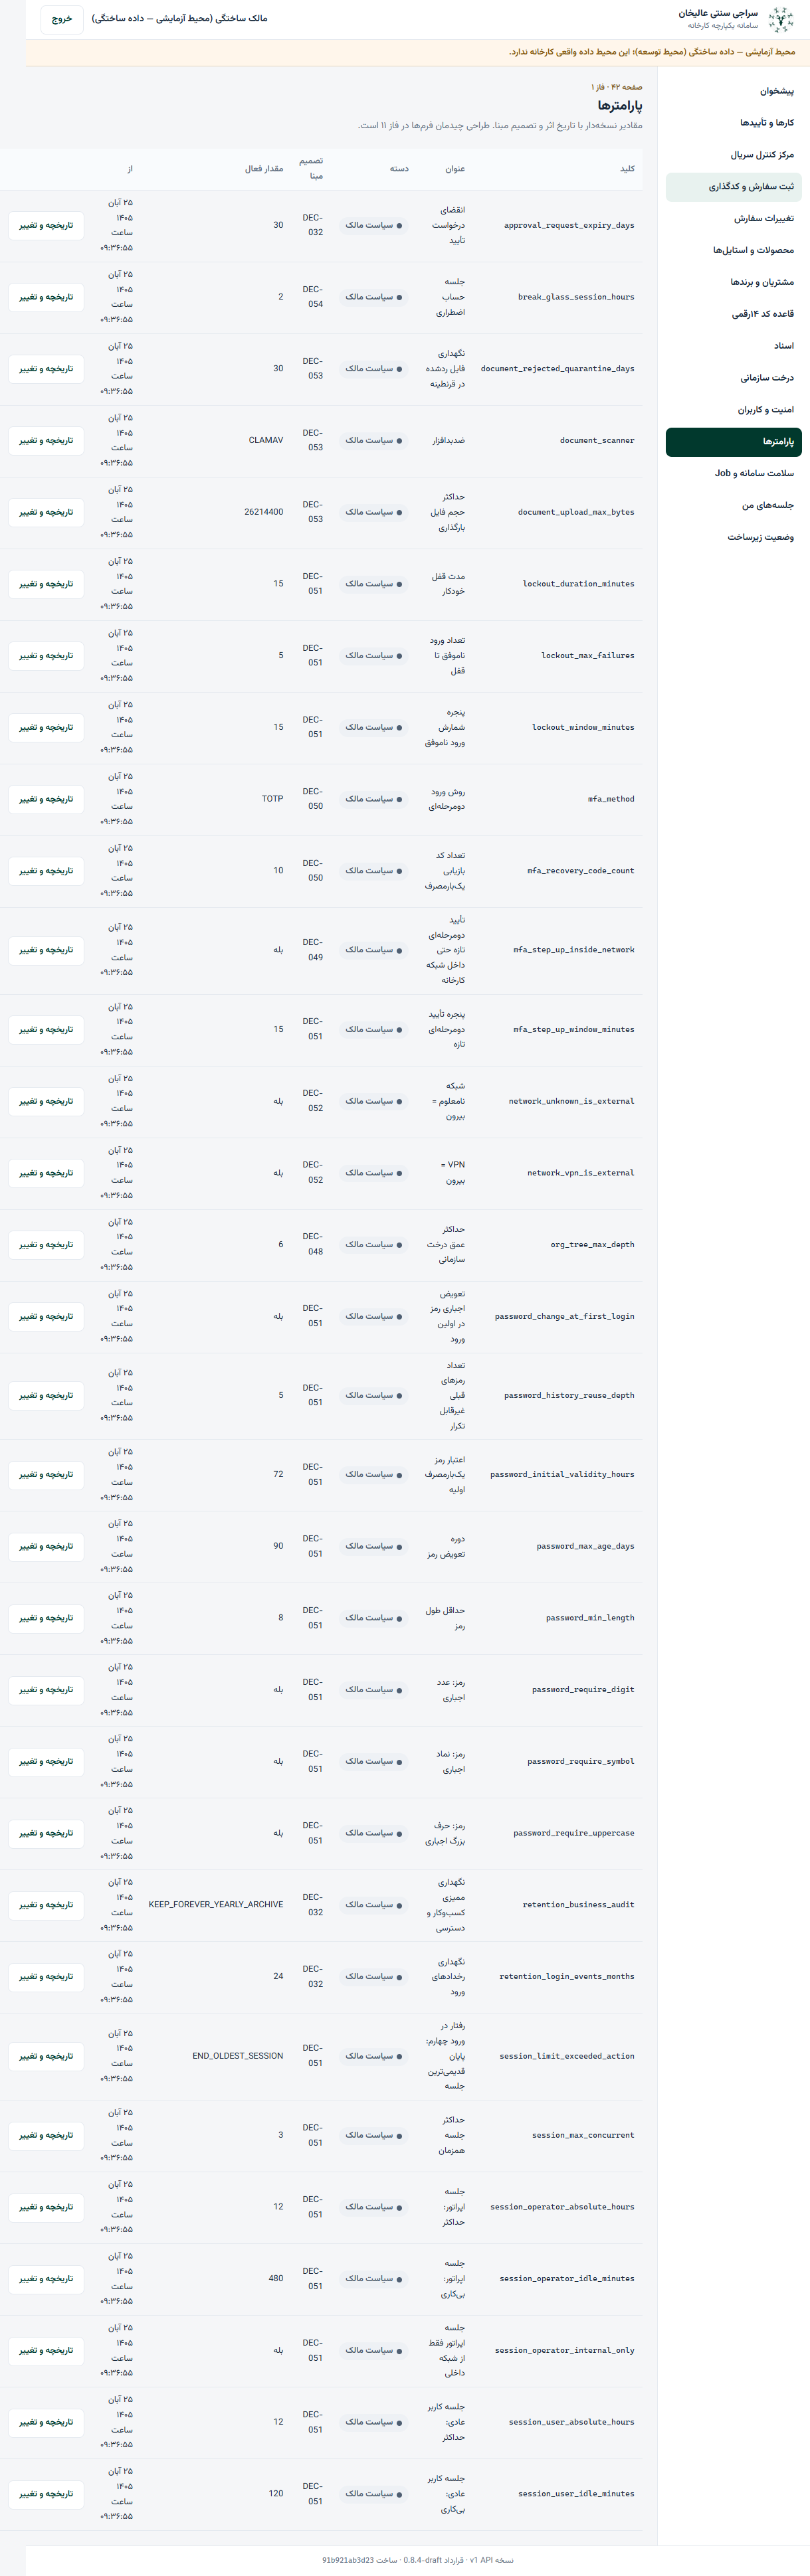 سراجی سنتی عالیخان
سامانه یکپارچه کارخانه
مالک ساختگی (محیط آزمایشی — داده ساختگی)
خروج
محیط آزمایشی — داده ساختگی (محیط توسعه)؛ این محیط داده واقعی کارخانه ندارد.
پیشخوان
کارها و تأییدها
مرکز کنترل سریال
ثبت سفارش و کدگذاری
تغییرات سفارش
محصولات و استایل‌ها
مشتریان و برندها
قاعده کد ۱۴رقمی
اسناد
درخت سازمانی
امنیت و کاربران
پارامترها
سلامت سامانه و Job
جلسه‌های من
وضعیت زیرساخت
صفحه ۴۲ · فاز ۱
پارامترها
مقادیر نسخه‌دار با تاریخ اثر و تصمیم مبنا. طراحی چیدمان فرم‌ها در فاز ۱۱ است.
کلید عنوان دسته تصمیم مبنا مقدار فعال از
approval_request_expiry_days انقضای درخواست تأیید سیاست مالک DEC-032 30 ۲۵ آبان ۱۴۰۵ ساعت ۰۹:۳۶:۵۵ تاریخچه و تغییر
break_glass_session_hours جلسه حساب اضطراری سیاست مالک DEC-054 2 ۲۵ آبان ۱۴۰۵ ساعت ۰۹:۳۶:۵۵ تاریخچه و تغییر
document_rejected_quarantine_days نگهداری فایل ردشده در قرنطینه سیاست مالک DEC-053 30 ۲۵ آبان ۱۴۰۵ ساعت ۰۹:۳۶:۵۵ تاریخچه و تغییر
document_scanner ضدبدافزار سیاست مالک DEC-053 CLAMAV ۲۵ آبان ۱۴۰۵ ساعت ۰۹:۳۶:۵۵ تاریخچه و تغییر
document_upload_max_bytes حداکثر حجم فایل بارگذاری سیاست مالک DEC-053 26214400 ۲۵ آبان ۱۴۰۵ ساعت ۰۹:۳۶:۵۵ تاریخچه و تغییر
lockout_duration_minutes مدت قفل خودکار سیاست مالک DEC-051 15 ۲۵ آبان ۱۴۰۵ ساعت ۰۹:۳۶:۵۵ تاریخچه و تغییر
lockout_max_failures تعداد ورود ناموفق تا قفل سیاست مالک DEC-051 5 ۲۵ آبان ۱۴۰۵ ساعت ۰۹:۳۶:۵۵ تاریخچه و تغییر
lockout_window_minutes پنجره شمارش ورود ناموفق سیاست مالک DEC-051 15 ۲۵ آبان ۱۴۰۵ ساعت ۰۹:۳۶:۵۵ تاریخچه و تغییر
mfa_method روش ورود دومرحله‌ای سیاست مالک DEC-050 TOTP ۲۵ آبان ۱۴۰۵ ساعت ۰۹:۳۶:۵۵ تاریخچه و تغییر
mfa_recovery_code_count تعداد کد بازیابی یک‌بارمصرف سیاست مالک DEC-050 10 ۲۵ آبان ۱۴۰۵ ساعت ۰۹:۳۶:۵۵ تاریخچه و تغییر
mfa_step_up_inside_network تأیید دومرحله‌ای تازه حتی داخل شبکه کارخانه سیاست مالک DEC-049 بله ۲۵ آبان ۱۴۰۵ ساعت ۰۹:۳۶:۵۵ تاریخچه و تغییر
mfa_step_up_window_minutes پنجره تأیید دومرحله‌ای تازه سیاست مالک DEC-051 15 ۲۵ آبان ۱۴۰۵ ساعت ۰۹:۳۶:۵۵ تاریخچه و تغییر
network_unknown_is_external شبکه نامعلوم = بیرون سیاست مالک DEC-052 بله ۲۵ آبان ۱۴۰۵ ساعت ۰۹:۳۶:۵۵ تاریخچه و تغییر
network_vpn_is_external VPN = بیرون سیاست مالک DEC-052 بله ۲۵ آبان ۱۴۰۵ ساعت ۰۹:۳۶:۵۵ تاریخچه و تغییر
org_tree_max_depth حداکثر عمق درخت سازمانی سیاست مالک DEC-048 6 ۲۵ آبان ۱۴۰۵ ساعت ۰۹:۳۶:۵۵ تاریخچه و تغییر
password_change_at_first_login تعویض اجباری رمز در اولین ورود سیاست مالک DEC-051 بله ۲۵ آبان ۱۴۰۵ ساعت ۰۹:۳۶:۵۵ تاریخچه و تغییر
password_history_reuse_depth تعداد رمزهای قبلی غیرقابل تکرار سیاست مالک DEC-051 5 ۲۵ آبان ۱۴۰۵ ساعت ۰۹:۳۶:۵۵ تاریخچه و تغییر
password_initial_validity_hours اعتبار رمز یک‌بارمصرف اولیه سیاست مالک DEC-051 72 ۲۵ آبان ۱۴۰۵ ساعت ۰۹:۳۶:۵۵ تاریخچه و تغییر
password_max_age_days دوره تعویض رمز سیاست مالک DEC-051 90 ۲۵ آبان ۱۴۰۵ ساعت ۰۹:۳۶:۵۵ تاریخچه و تغییر
password_min_length حداقل طول رمز سیاست مالک DEC-051 8 ۲۵ آبان ۱۴۰۵ ساعت ۰۹:۳۶:۵۵ تاریخچه و تغییر
password_require_digit رمز: عدد اجباری سیاست مالک DEC-051 بله ۲۵ آبان ۱۴۰۵ ساعت ۰۹:۳۶:۵۵ تاریخچه و تغییر
password_require_symbol رمز: نماد اجباری سیاست مالک DEC-051 بله ۲۵ آبان ۱۴۰۵ ساعت ۰۹:۳۶:۵۵ تاریخچه و تغییر
password_require_uppercase رمز: حرف بزرگ اجباری سیاست مالک DEC-051 بله ۲۵ آبان ۱۴۰۵ ساعت ۰۹:۳۶:۵۵ تاریخچه و تغییر
retention_business_audit نگهداری ممیزی کسب‌وکار و دسترسی سیاست مالک DEC-032 KEEP_FOREVER_YEARLY_ARCHIVE ۲۵ آبان ۱۴۰۵ ساعت ۰۹:۳۶:۵۵ تاریخچه و تغییر
retention_login_events_months نگهداری رخدادهای ورود سیاست مالک DEC-032 24 ۲۵ آبان ۱۴۰۵ ساعت ۰۹:۳۶:۵۵ تاریخچه و تغییر
session_limit_exceeded_action رفتار در ورود چهارم: پایان قدیمی‌ترین جلسه سیاست مالک DEC-051 END_OLDEST_SESSION ۲۵ آبان ۱۴۰۵ ساعت ۰۹:۳۶:۵۵ تاریخچه و تغییر
session_max_concurrent حداکثر جلسه همزمان سیاست مالک DEC-051 3 ۲۵ آبان ۱۴۰۵ ساعت ۰۹:۳۶:۵۵ تاریخچه و تغییر
session_operator_absolute_hours جلسه اپراتور: حداکثر سیاست مالک DEC-051 12 ۲۵ آبان ۱۴۰۵ ساعت ۰۹:۳۶:۵۵ تاریخچه و تغییر
session_operator_idle_minutes جلسه اپراتور: بی‌کاری سیاست مالک DEC-051 480 ۲۵ آبان ۱۴۰۵ ساعت ۰۹:۳۶:۵۵ تاریخچه و تغییر
session_operator_internal_only جلسه اپراتور فقط از شبکه داخلی سیاست مالک DEC-051 بله ۲۵ آبان ۱۴۰۵ ساعت ۰۹:۳۶:۵۵ تاریخچه و تغییر
session_user_absolute_hours جلسه کاربر عادی: حداکثر سیاست مالک DEC-051 12 ۲۵ آبان ۱۴۰۵ ساعت ۰۹:۳۶:۵۵ تاریخچه و تغییر
session_user_idle_minutes جلسه کاربر عادی: بی‌کاری سیاست مالک DEC-051 120 ۲۵ آبان ۱۴۰۵ ساعت ۰۹:۳۶:۵۵ تاریخچه و تغییر
نسخه v1 API · قرارداد 0.8.4-draft · ساخت 91b921ab3d23